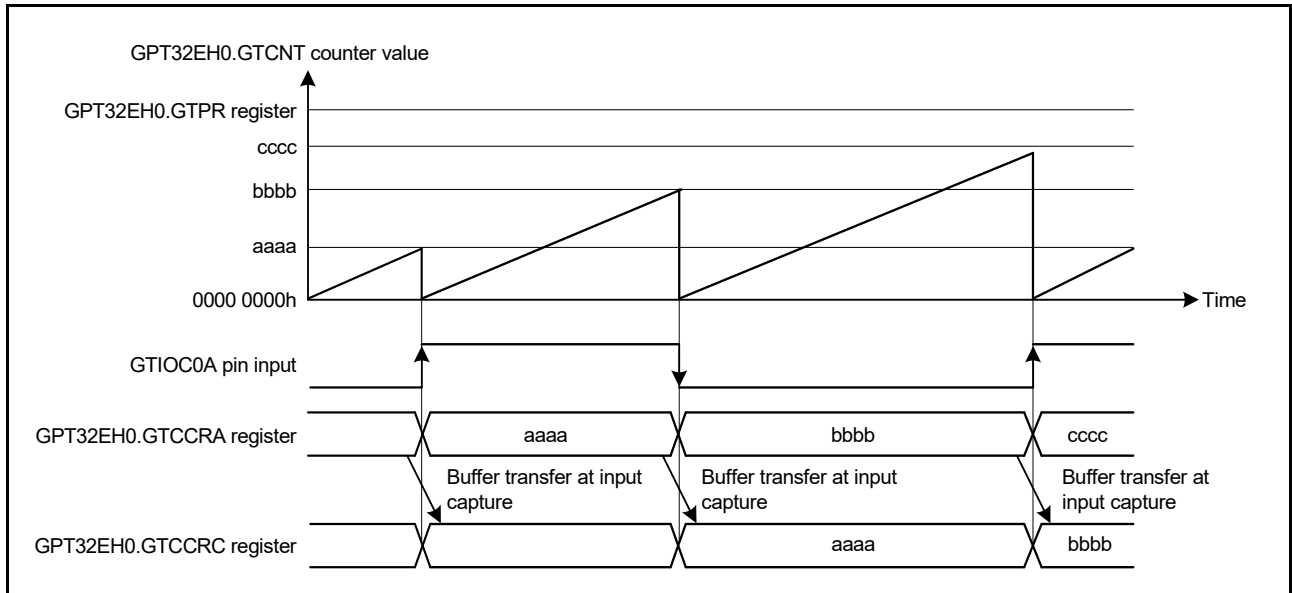 GPT32EH0.GTCNT counter value
GPT32EH0.GTPR register
cccc
bbbb
aaaa
0000 0000h
Time
GTIOC0A pin input
GPT32EH0.GTCCRA register
aaaa
bbbb
cccc
Buffer transfer at input
capture
Buffer transfer at input
capture
Buffer transfer at
input capture
GPT32EH0.GTCCRC register
aaaa
bbbb